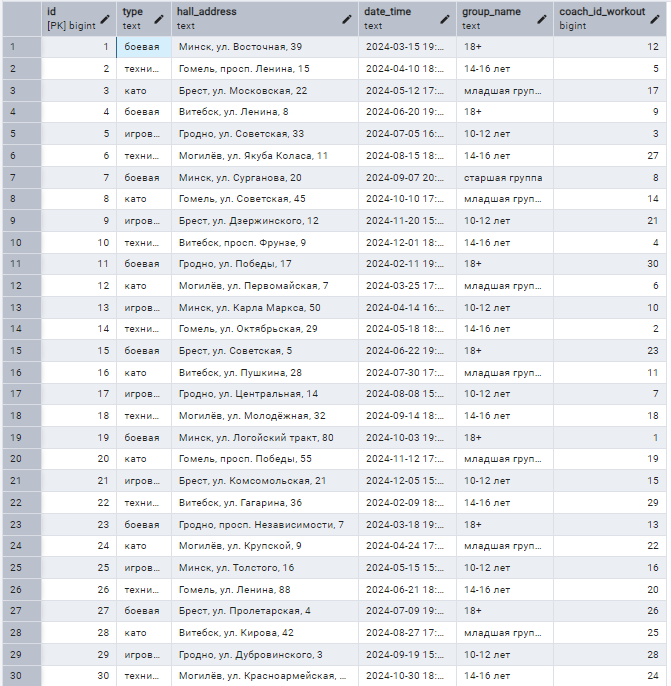 id type hall_address date_time group_name coach_id_workout
[PK] bigint text text text text bigint
1 1 боевая Минск, ул. Восточная, 39 2024-03-15 19:... 18+ 12
2 2 техни... Гомель, просп. Ленина, 15 2024-04-10 18:... 14-16 лет 5
3 3 като Брест, ул. Московская, 22 2024-05-12 17:... младшая груп... 17
4 4 боевая Витебск, ул. Ленина, 8 2024-06-20 19:... 18+ 9
5 5 игров... Гродно, ул. Советская, 33 2024-07-05 16:... 10-12 лет 3
6 6 техни... Могилёв, ул. Якуба Коласа, 11 2024-08-15 18:... 14-16 лет 27
7 7 боевая Минск, ул. Сурганова, 20 2024-09-07 20:... старшая группа 8
8 8 като Гомель, ул. Советская, 45 2024-10-10 17:... младшая груп... 14
9 9 игров... Брест, ул. Дзержинского, 12 2024-11-20 15:... 10-12 лет 21
10 10 техни... Витебск, просп. Фрунзе, 9 2024-12-01 18:... 14-16 лет 4
11 11 боевая Гродно, ул. Победы, 17 2024-02-11 19:... 18+ 30
12 12 като Могилёв, ул. Первомайская, 7 2024-03-25 17:... младшая груп... 6
13 13 игров... Минск, ул. Карла Маркса, 50 2024-04-14 16:... 10-12 лет 10
14 14 техни... Гомель, ул. Октябрьская, 29 2024-05-18 18:... 14-16 лет 2
15 15 боевая Брест, ул. Советская, 5 2024-06-22 19:... 18+ 23
16 16 като Витебск, ул. Пушкина, 28 2024-07-30 17:... младшая груп... 11
17 17 игров... Гродно, ул. Центральная, 14 2024-08-08 15:... 10-12 лет 7
18 18 техни... Могилёв, ул. Молодёжная, 32 2024-09-14 18:... 14-16 лет 18
19 19 боевая Минск, ул. Логойский тракт, 80 2024-10-03 19:... 18+ 1
20 20 като Гомель, просп. Победы, 55 2024-11-12 17:... младшая груп... 19
21 21 игров... Брест, ул. Комсомольская, 21 2024-12-05 15:... 10-12 лет 15
22 22 техни... Витебск, ул. Гагарина, 36 2024-02-09 18:... 14-16 лет 29
23 23 боевая Гродно, просп. Независимости, 7 2024-03-18 19:... 18+ 13
24 24 като Могилёв, ул. Крупской, 9 2024-04-24 17:... младшая груп... 22
25 25 игров... Минск, ул. Толстого, 16 2024-05-15 15:... 10-12 лет 16
26 26 техни... Гомель, ул. Ленина, 88 2024-06-21 18:... 14-16 лет 20
27 27 боевая Брест, ул. Пролетарская, 4 2024-07-09 19:... 18+ 26
28 28 като Витебск, ул. Кирова, 42 2024-08-27 17:... младшая груп... 25
29 29 игров... Гродно, ул. Дубровинского, 3 2024-09-19 15:... 10-12 лет 28
30 30 техни... Могилёв, ул. Красноармейская, ... 2024-10-30 18:... 14-16 лет 24